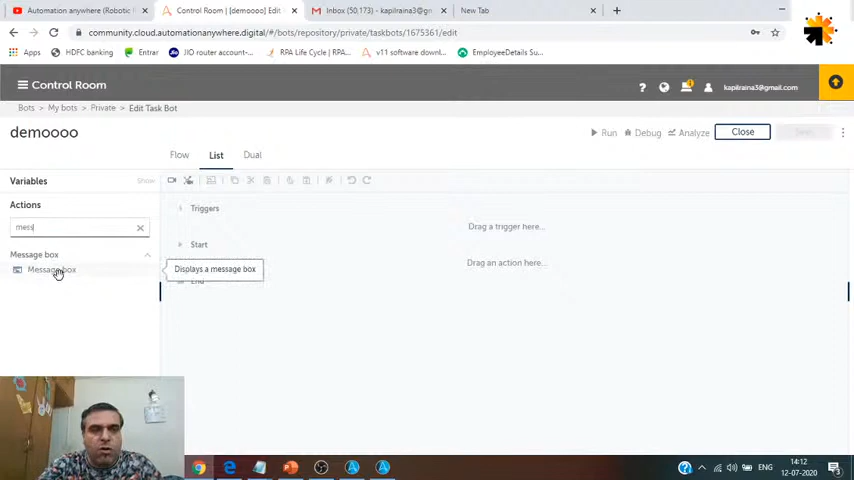 Automation anywhere (Robotic R
Control Room | [demoooo] Edit
Inbox (50,173) - kapilraina3@gm
New Tab
community.cloud.automationanywhere.digital/#/bots/repository/private/taskbots/1675361/edit
Apps
HDFC banking
Entrar
JIO router account-...
RPA Life Cycle | RPA...
v11 software downl...
EmployeeDetails Su...
Control Room
?
1
kapilraina3@gmail.com
Bots
My bots
Private
Edit Task Bot
demoooo
Run
Debug
Analyze
Close
Save
Flow
List
Dual
Variables
Show
Actions
mess
Message box
Message box
Displays a message box
Triggers
Drag a trigger here...
Start
Drag an action here...
End
ENG
14:12
12-07-2020
3